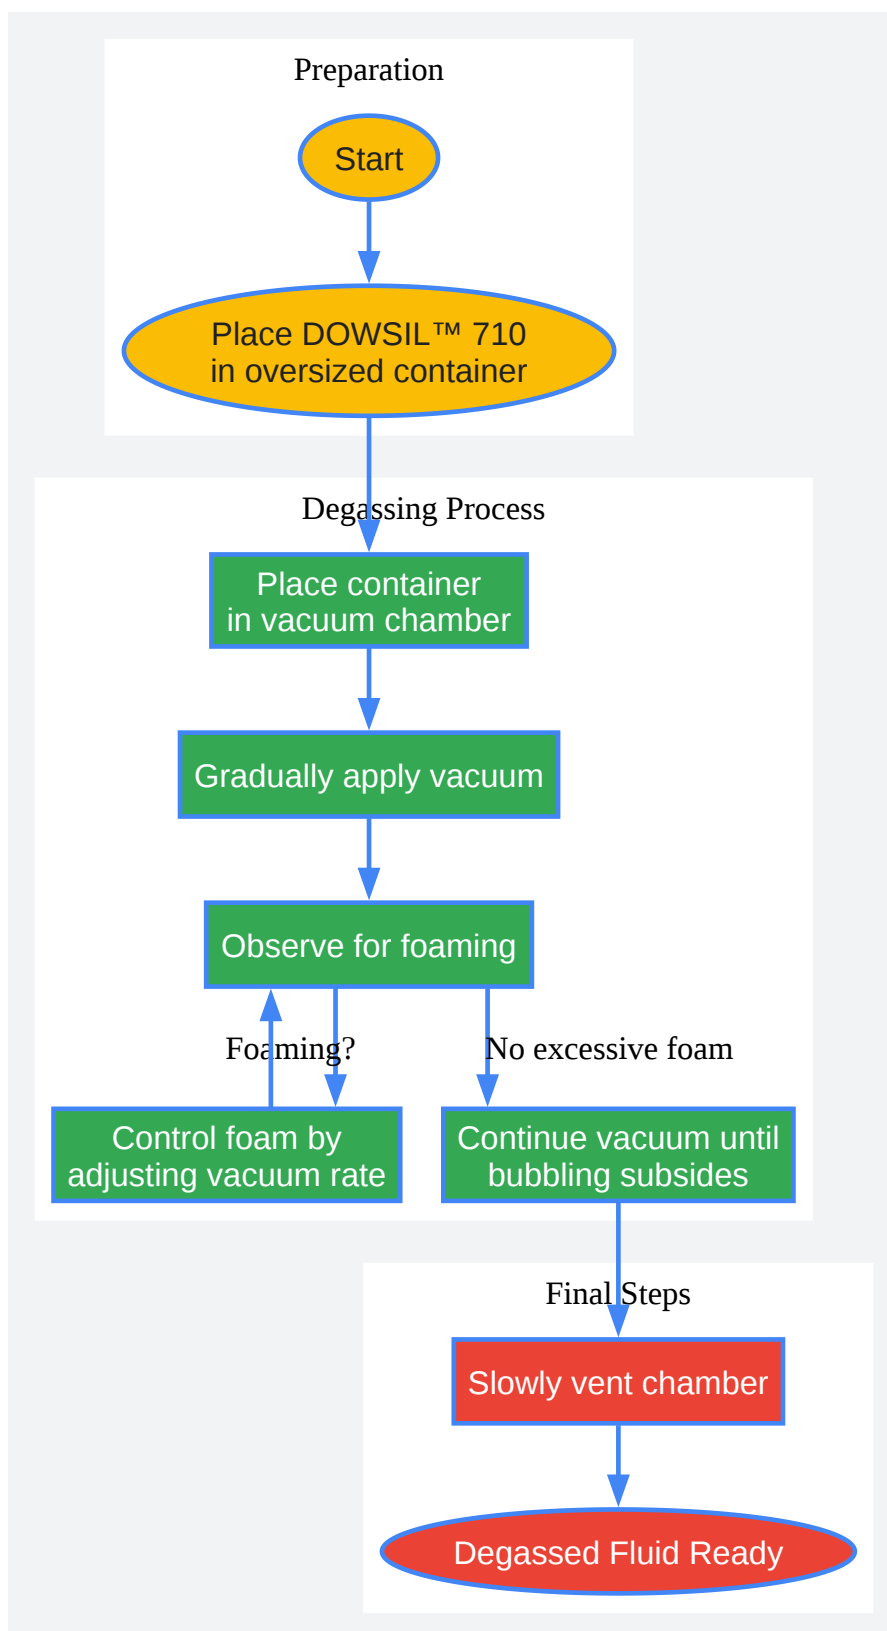 Preparation
Start
Place DOWSIL™ 710
in oversized container
Degassing Process
Place container
in vacuum chamber
Gradually apply vacuum
Observe for foaming
Foaming?
No excessive foam
Control foam by
adjusting vacuum rate
Continue vacuum until
bubbling subsides
Final Steps
Slowly vent chamber
Degassed Fluid Ready